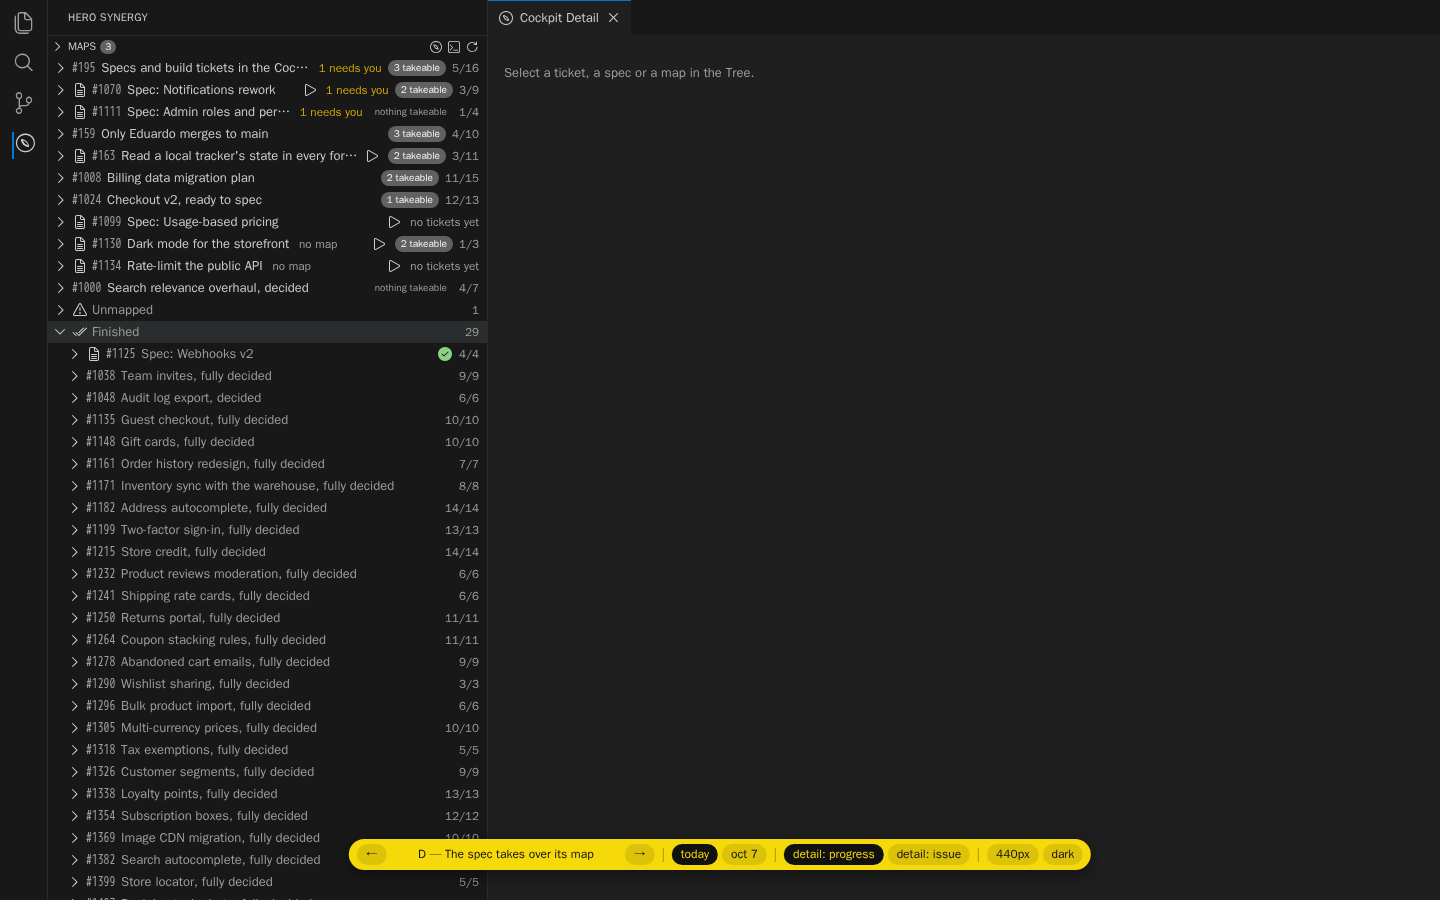 HERO SYNERGY
Cockpit Detail
MAPS 3
Select a ticket, a spec or a map in the Tree.
#195 Specs and build tickets in the Coc··· 1 needs you 3 takeable 5/16
#1070 Spec: Notifications rework 1 needs you 2 takeable 3/9
#1111 Spec: Admin roles and per··· 1 needs you nothing takeable 1/4
#159 Only Eduardo merges to main 3 takeable 4/10
#163 Read a local tracker's state in every for··· 2 takeable 3/11
#1008 Billing data migration plan 2 takeable 11/15
#1024 Checkout v2, ready to spec 1 takeable 12/13
#1099 Spec: Usage-based pricing no tickets yet
#1130 Dark mode for the storefront no map 2 takeable 1/3
#1134 Rate-limit the public API no map no tickets yet
#1000 Search relevance overhaul, decided nothing takeable 4/7
Unmapped 1
Finished 29
#1125 Spec: Webhooks v2 4/4
#1038 Team invites, fully decided 9/9
#1048 Audit log export, decided 6/6
#1135 Guest checkout, fully decided 10/10
#1148 Gift cards, fully decided 10/10
#1161 Order history redesign, fully decided 7/7
#1171 Inventory sync with the warehouse, fully decided 8/8
#1182 Address autocomplete, fully decided 14/14
#1199 Two-factor sign-in, fully decided 13/13
#1215 Store credit, fully decided 14/14
#1232 Product reviews moderation, fully decided 6/6
#1241 Shipping rate cards, fully decided 6/6
#1250 Returns portal, fully decided 11/11
#1264 Coupon stacking rules, fully decided 11/11
#1278 Abandoned cart emails, fully decided 9/9
#1290 Wishlist sharing, fully decided 3/3
#1296 Bulk product import, fully decided 6/6
#1305 Multi-currency prices, fully decided 10/10
#1318 Tax exemptions, fully decided 5/5
#1326 Customer segments, fully decided 9/9
#1338 Loyalty points, fully decided 13/13
#1354 Subscription boxes, fully decided 12/12
#1369 Image CDN migration, fully decided 10/10
← D — The spec takes over its map → | today oct 7 | detail: progress detail: issue | 440px dark
#1382 Search autocomplete, fully decided
#1399 Store locator, fully decided 5/5